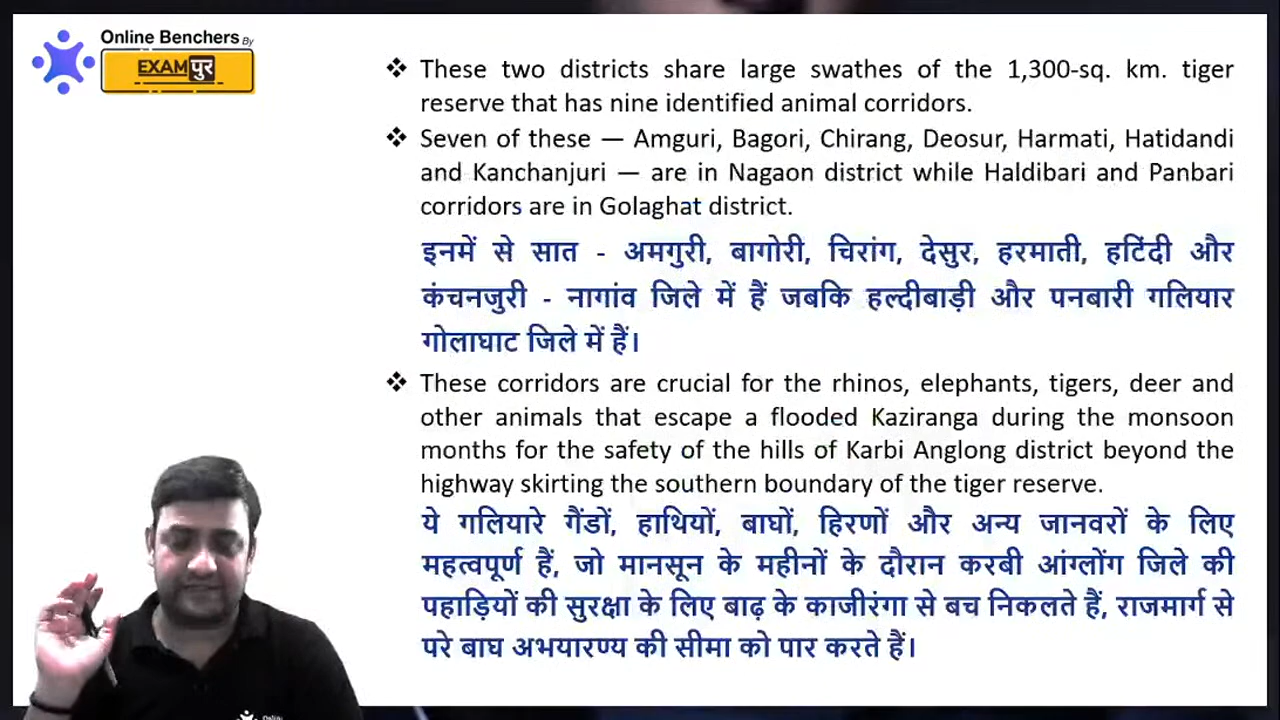 Online Benchers By
EXAMपुर
❖ These two districts share large swathes of the 1,300-sq. km. tiger
reserve that has nine identified animal corridors.
❖ Seven of these — Amguri, Bagori, Chirang, Deosur, Harmati, Hatidandi
and Kanchanjuri — are in Nagaon district while Haldibari and Panbari
corridors are in Golaghat district.
इनमें से सात - अमगुरी, बागोरी, चिरांग, देसुर, हरमाती, हटिंदी और
कंचनजुरी - नागांव जिले में हैं जबकि हल्दीबाड़ी और पनबारी गलियार
गोलाघाट जिले में हैं।
❖ These corridors are crucial for the rhinos, elephants, tigers, deer and
other animals that escape a flooded Kaziranga during the monsoon
months for the safety of the hills of Karbi Anglong district beyond the
highway skirting the southern boundary of the tiger reserve.
ये गलियारे गैंडों, हाथियों, बाघों, हिरणों और अन्य जानवरों के लिए
महत्वपूर्ण हैं, जो मानसून के महीनों के दौरान करबी आंग्लोंग जिले की
पहाड़ियों की सुरक्षा के लिए बाढ़ के काजीरंगा से बच निकलते हैं, राजमार्ग से
परे बाघ अभयारण्य की सीमा को पार करते हैं।